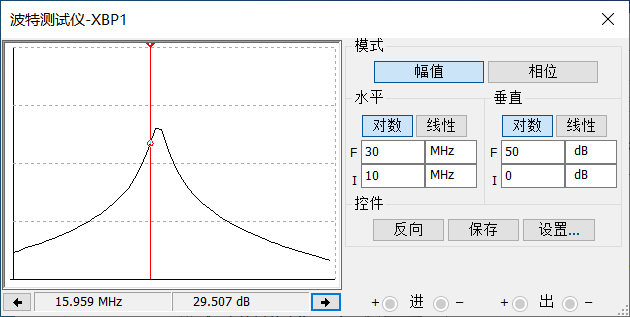 波特测试仪-XBP1
模式
幅值 相位
水平 垂直
对数 线性 对数 线性
F 30 MHz F 50 dB
I 10 MHz I 0 dB
控件
反向 保存 设置...
15.959 MHz 29.507 dB + 进 − + 出 −